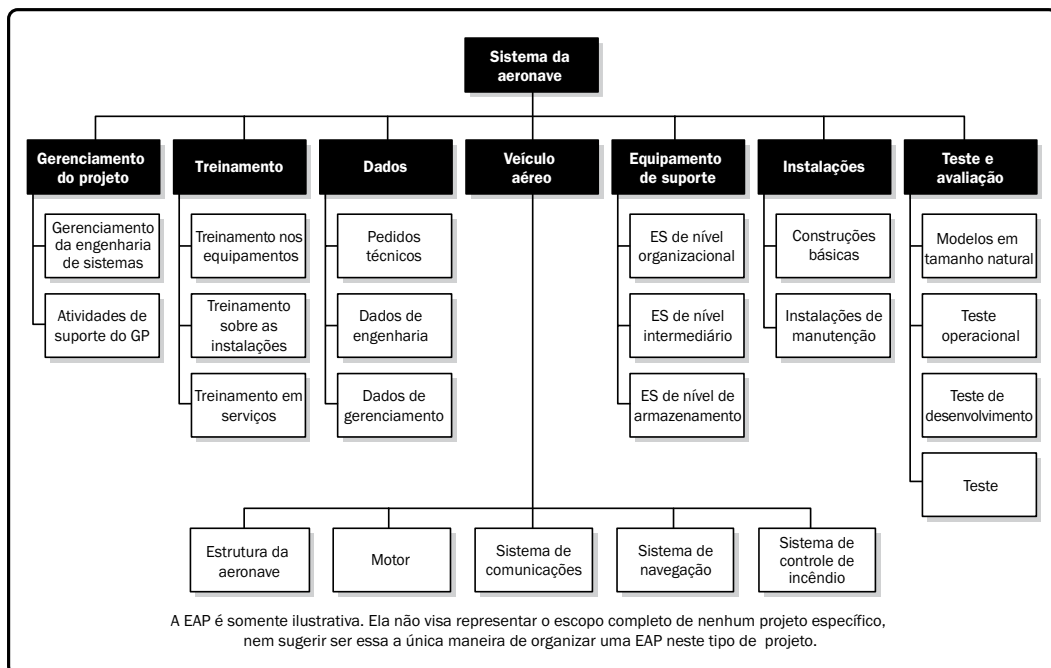 Sistema da
aeronave
Gerenciamento
do projeto
Treinamento
Dados
Veículo
aéreo
Equipamento
de suporte
Instalações
Teste e
avaliação
Gerenciamento
da engenharia
de sistemas
Atividades de
suporte do GP
Treinamento nos
equipamentos
Treinamento
sobre as
instalações
Treinamento em
serviços
Pedidos
técnicos
Dados de
engenharia
Dados de
gerenciamento
ES de nível
organizacional
ES de nível
intermediário
ES de nível de
armazenamento
Construções
básicas
Instalações de
manutenção
Modelos em
tamanho natural
Teste
operacional
Teste de
desenvolvimento
Teste
Estrutura da
aeronave
Motor
Sistema de
comunicações
Sistema de
navegação
Sistema de
controle de
incêndio
A EAP é somente ilustrativa. Ela não visa representar o escopo completo de nenhum projeto específico,
nem sugerir ser essa a única maneira de organizar uma EAP neste tipo de projeto.